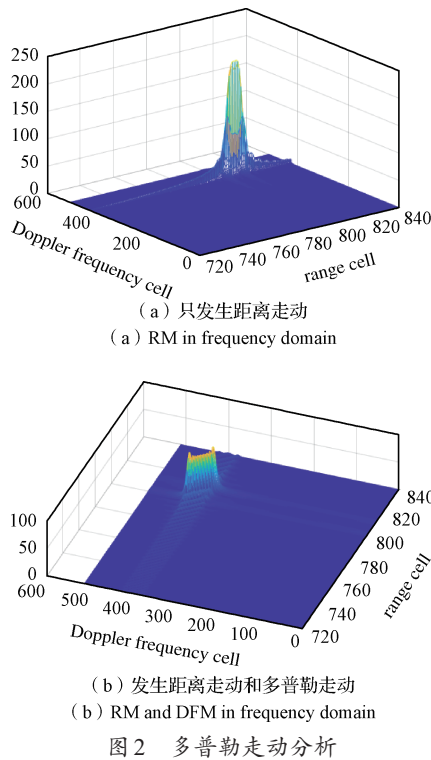 250
200
150
100
50
0
600
400
200
0
Doppler frequency cell
720 740 760 780 800 820 840
range cell
（a）只发生距离走动
（a）RM in frequency domain
100
50
0
600 500 400 300 200 100 0
Doppler frequency cell
720 740 760 780 800 820 840
range cell
（b）发生距离走动和多普勒走动
（b）RM and DFM in frequency domain
图2 多普勒走动分析